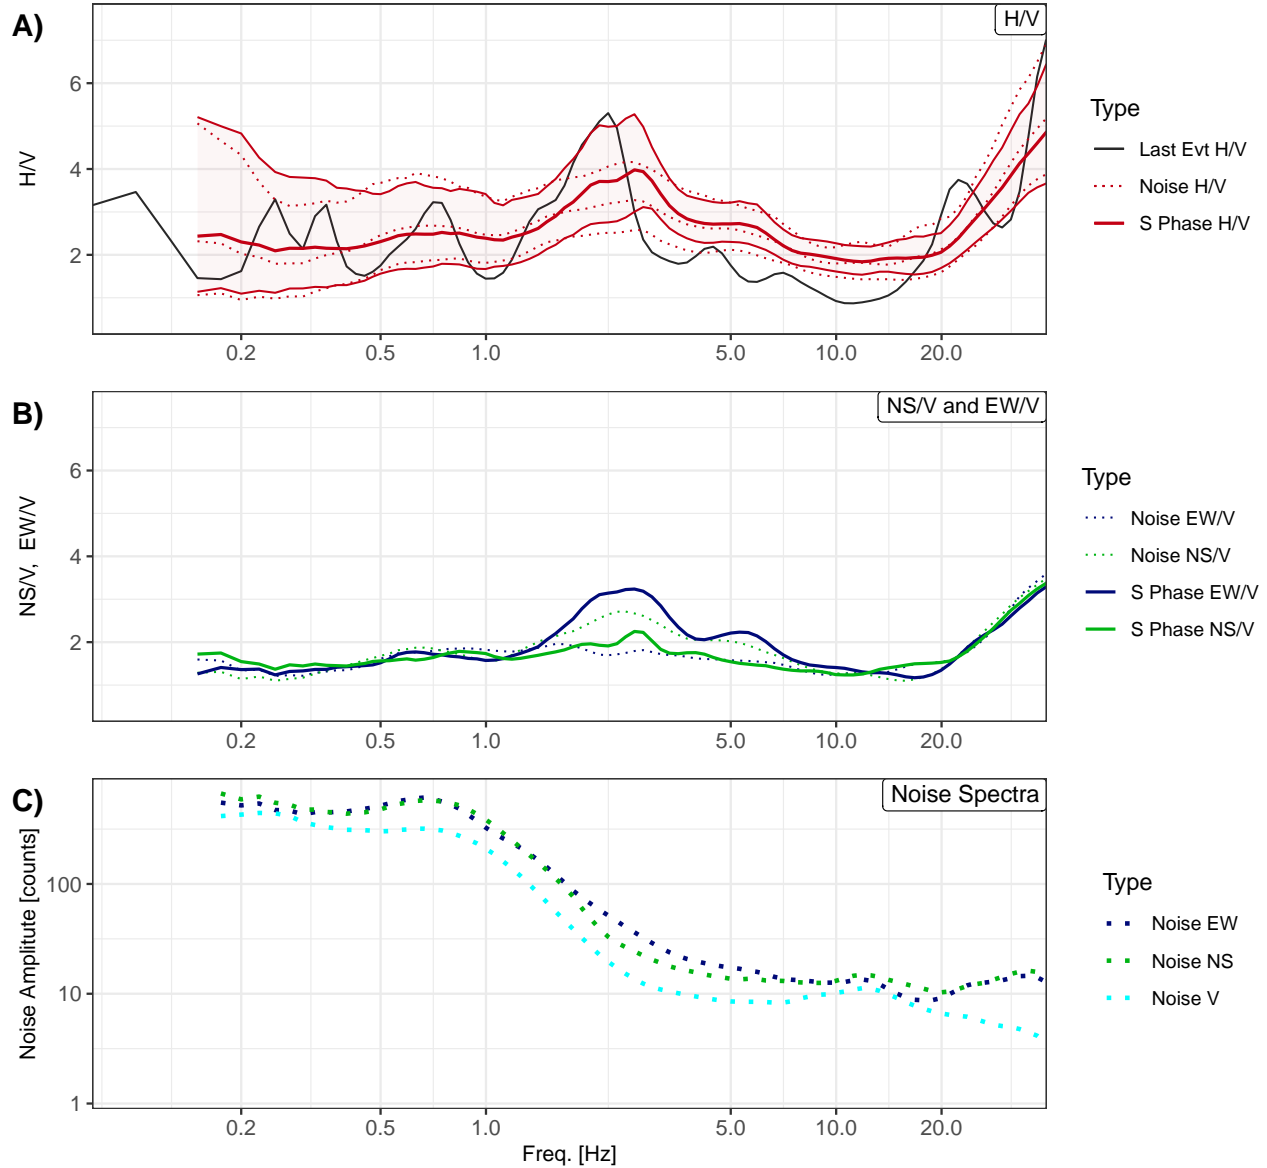 A)
H/V
6
4
2
H/V
0.2 0.5 1.0 5.0 10.0 20.0
Type
Last Evt H/V
Noise H/V
S Phase H/V
B)
NS/V and EW/V
6
4
2
NS/V, EW/V
0.2 0.5 1.0 5.0 10.0 20.0
Type
Noise EW/V
Noise NS/V
S Phase EW/V
S Phase NS/V
C)
Noise Spectra
100
10
1
Noise Amplitute [counts]
0.2 0.5 1.0 5.0 10.0 20.0
Freq. [Hz]
Type
Noise EW
Noise NS
Noise V